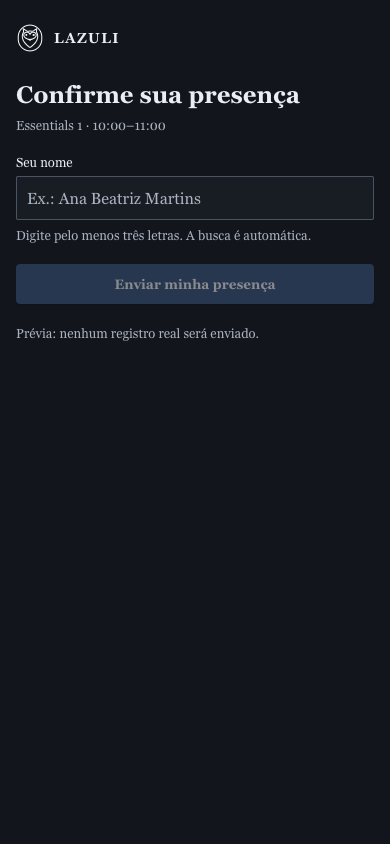 LAZULI
Confirme sua presença
Essentials 1 · 10:00–11:00
Seu nome
Ex.: Ana Beatriz Martins
Digite pelo menos três letras. A busca é automática.
Enviar minha presença
Prévia: nenhum registro real será enviado.